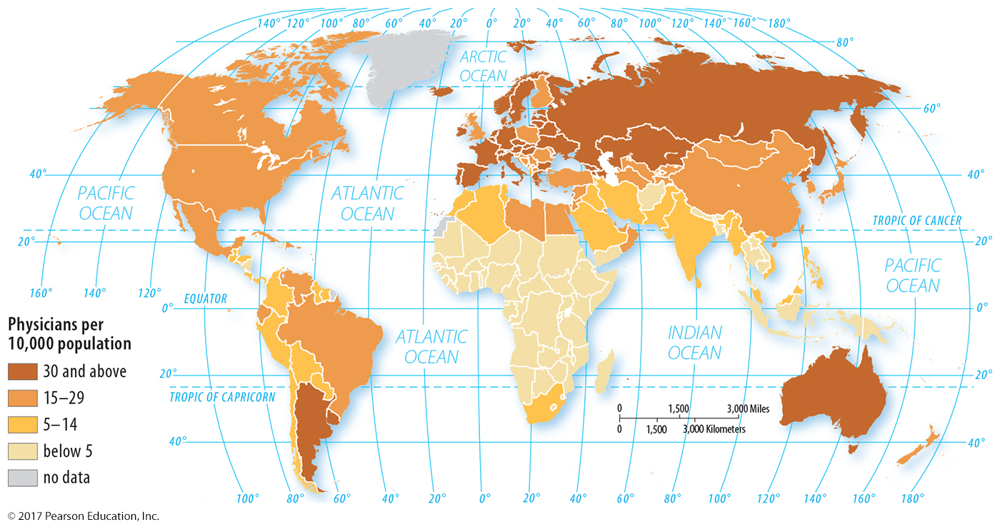 140° 120° 100° 80° 60° 40° 20° 0° 20° 40° 60° 80° 100° 120° 140° 160° 180°
80°
ARCTIC
OCEAN
60°
40°
40°
PACIFIC
OCEAN
ATLANTIC
OCEAN
TROPIC OF CANCER
20°
20°
PACIFIC
OCEAN
160° 140° 120°
EQUATOR
0°
0°
ATLANTIC
OCEAN
INDIAN
OCEAN
20°
20°
TROPIC OF CAPRICORN
40°
40°
Physicians per
10,000 population
30 and above
15–29
5–14
below 5
no data
0 1,500 3,000 Miles
0 1,500 3,000 Kilometers
100° 80° 60° 40° 20° 0° 20° 40° 60° 80° 100° 120° 140° 160° 180°
© 2017 Pearson Education, Inc.